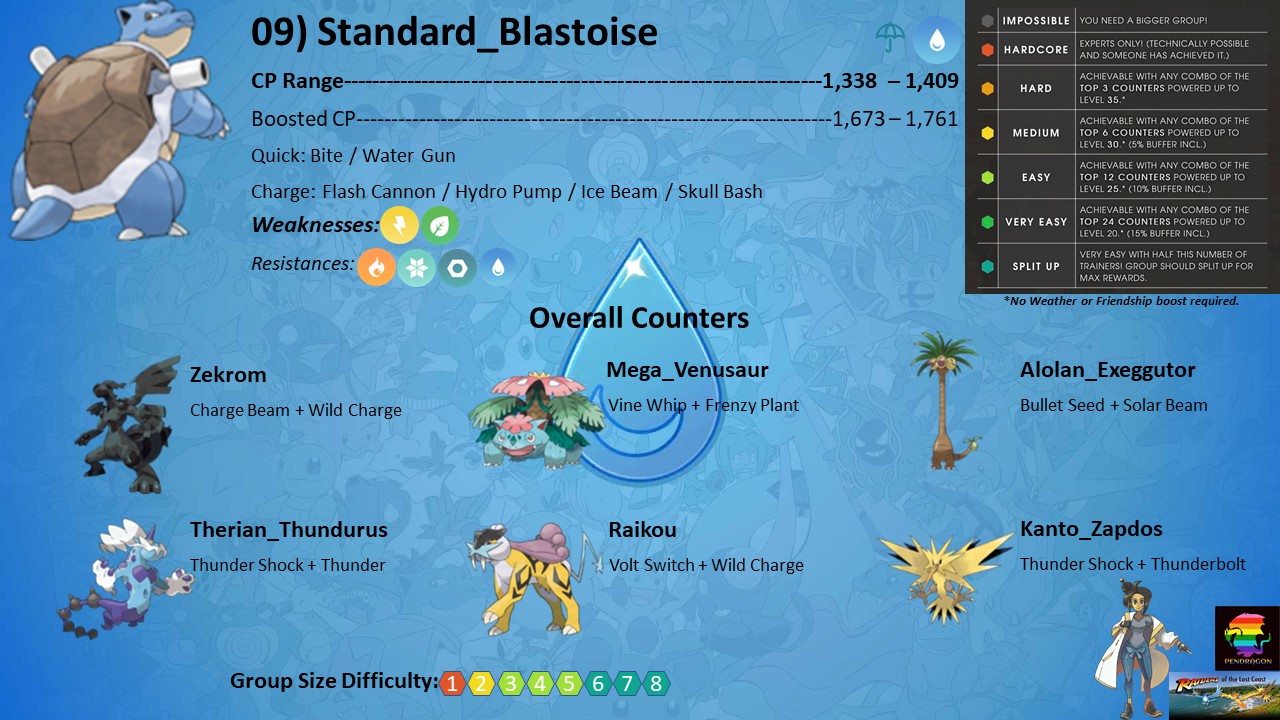 09) Standard_Blastoise
CP Range---------------------------------------------------------------------1,338 – 1,409
Boosted CP---------------------------------------------------------------------1,673 – 1,761
Quick: Bite / Water Gun
Charge: Flash Cannon / Hydro Pump / Ice Beam / Skull Bash
Weaknesses:
Resistances:
IMPOSSIBLE YOU NEED A BIGGER GROUP!
HARDCORE EXPERTS ONLY! (TECHNICALLY POSSIBLE
AND SOMEONE HAS ACHIEVED IT.)
HARD ACHIEVABLE WITH ANY COMBO OF THE
TOP 3 COUNTERS POWERED UP TO
LEVEL 35.*
MEDIUM ACHIEVABLE WITH ANY COMBO OF THE
TOP 6 COUNTERS POWERED UP TO
LEVEL 30.* (5% BUFFER INCL.)
EASY ACHIEVABLE WITH ANY COMBO OF THE
TOP 12 COUNTERS POWERED UP TO
LEVEL 25.* (10% BUFFER INCL.)
VERY EASY ACHIEVABLE WITH ANY COMBO OF THE
TOP 24 COUNTERS POWERED UP TO
LEVEL 20.* (15% BUFFER INCL.)
SPLIT UP VERY EASY WITH HALF THIS NUMBER OF
TRAINERS! GROUP SHOULD SPLIT UP FOR
MAX REWARDS.
*No Weather or Friendship boost required.
Overall Counters
Zekrom
Charge Beam + Wild Charge
Mega_Venusaur
Vine Whip + Frenzy Plant
Alolan_Exeggutor
Bullet Seed + Solar Beam
Therian_Thundurus
Thunder Shock + Thunder
Raikou
Volt Switch + Wild Charge
Kanto_Zapdos
Thunder Shock + Thunderbolt
Group Size Difficulty: 1 2 3 4 5 6 7 8
PENDRAGON
RAIDERS of the Lost Coast